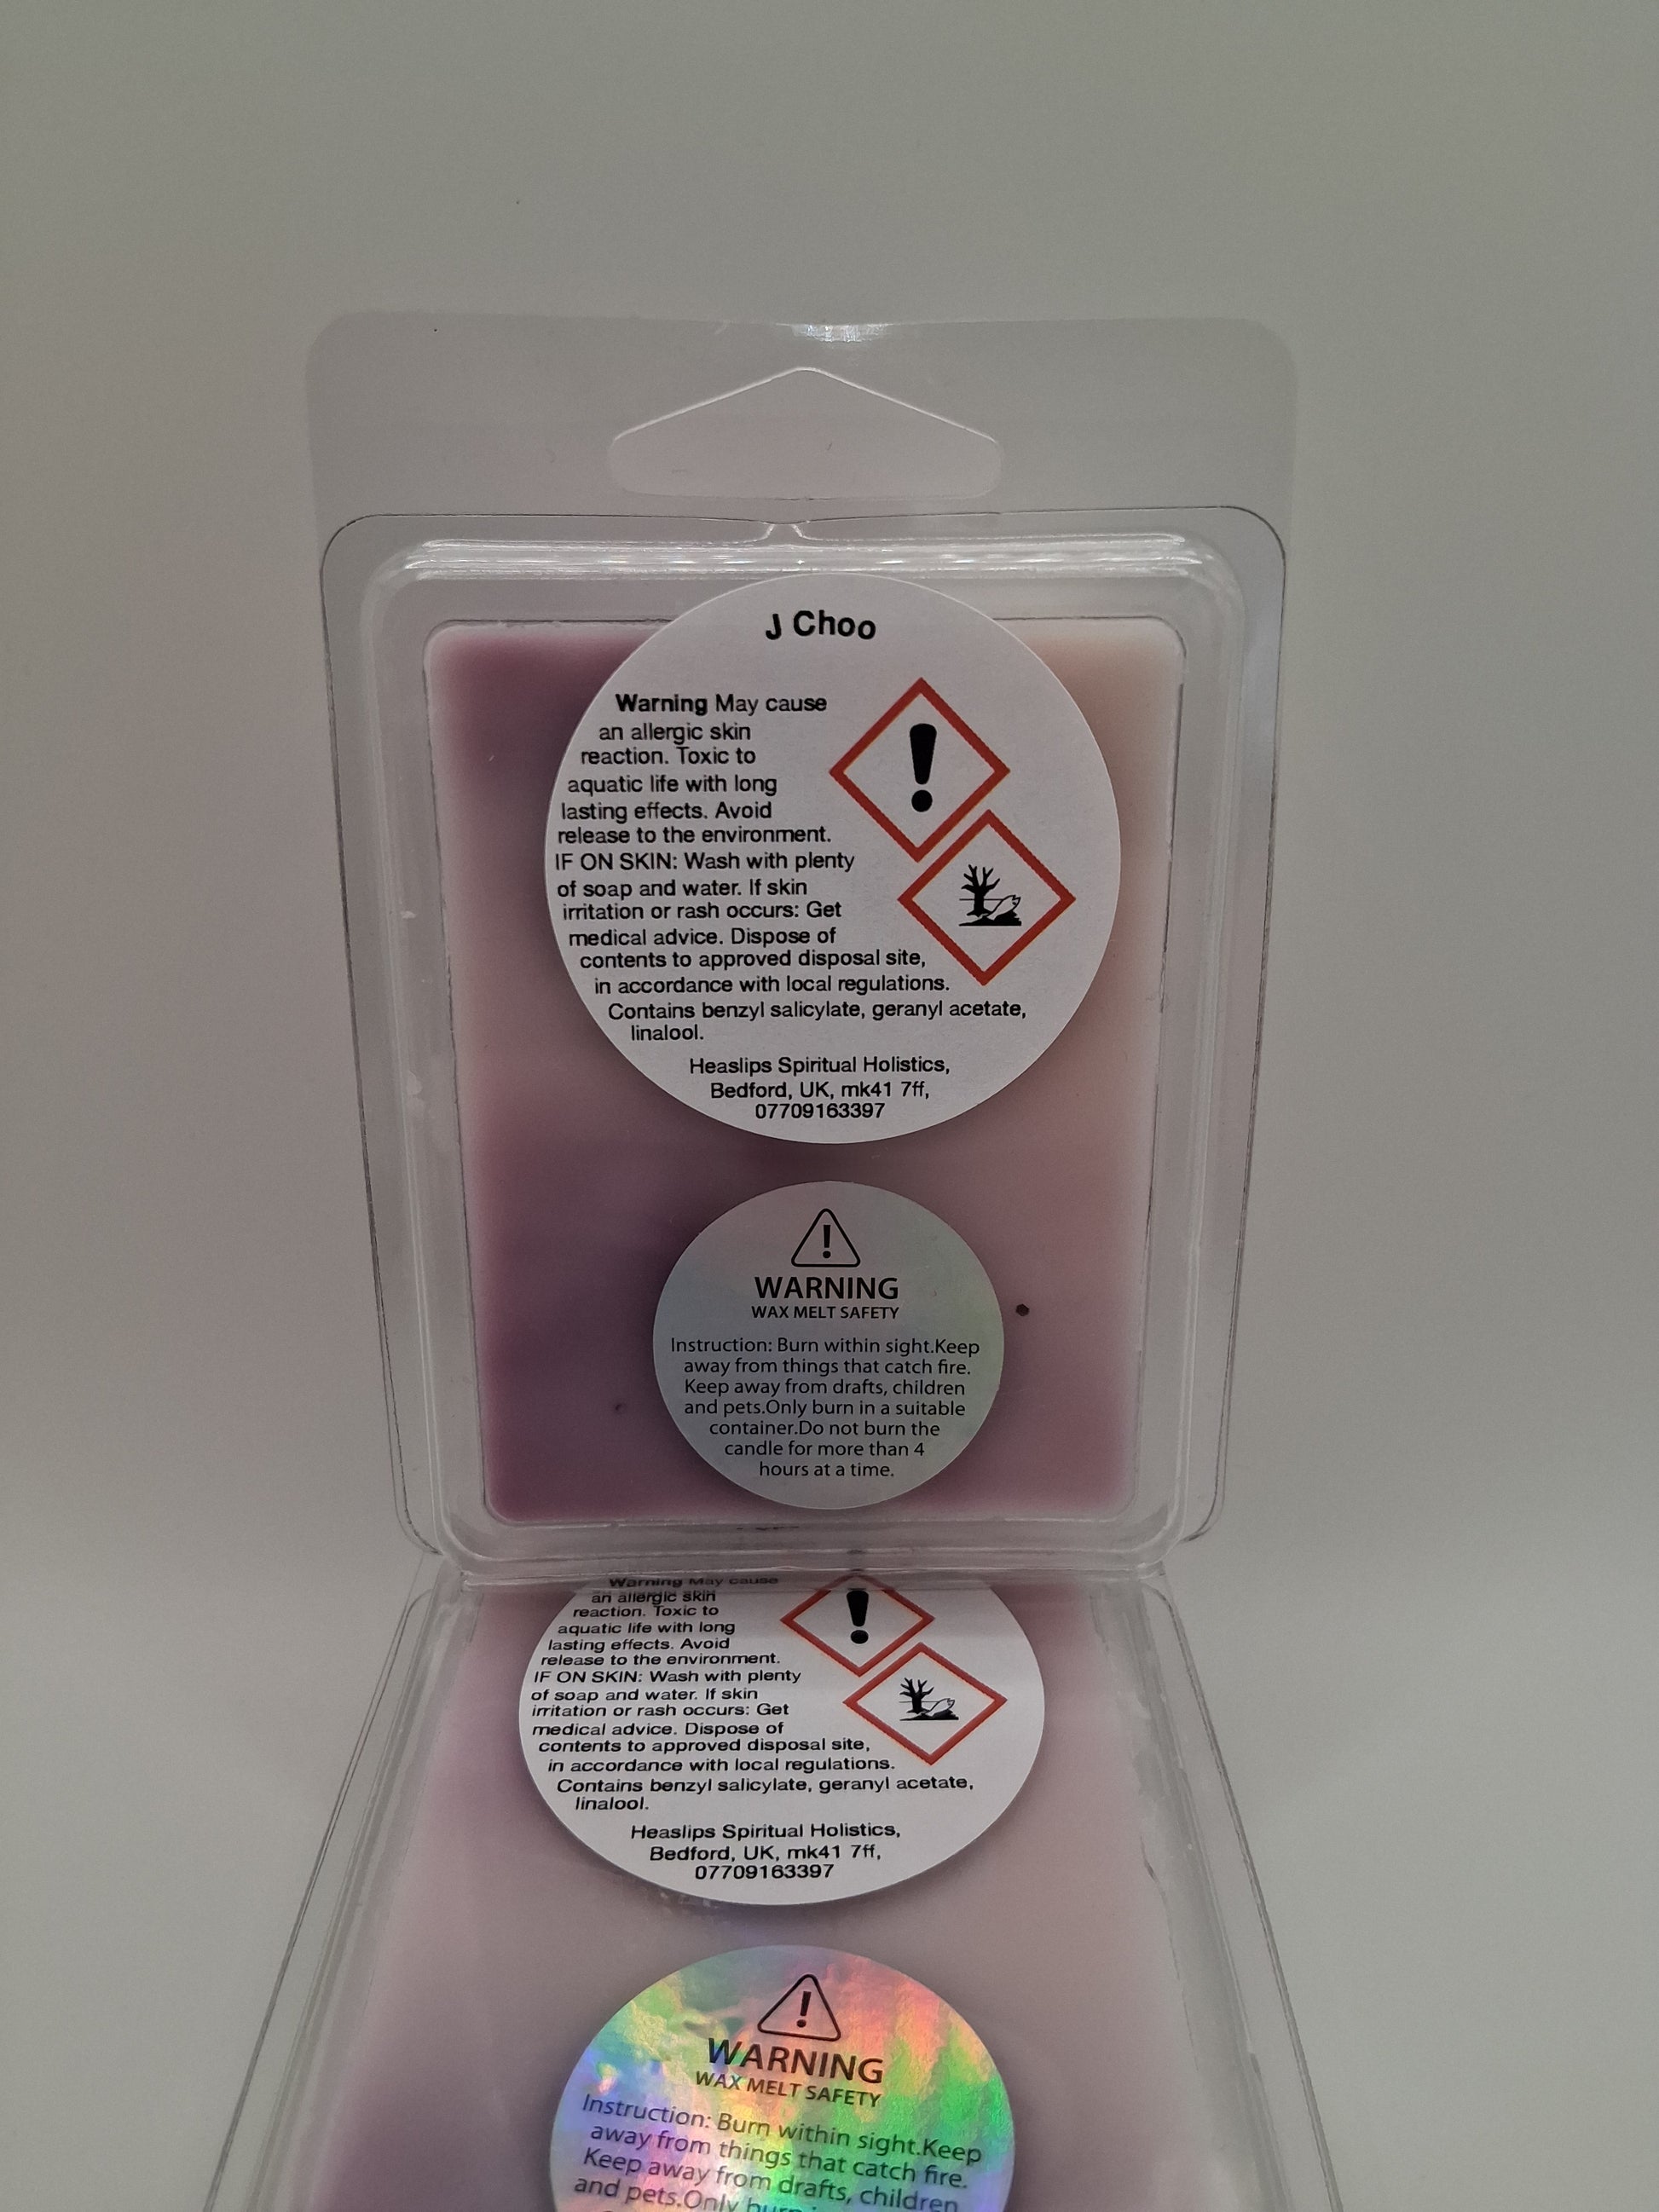 J Choo
Warning May cause
an allergic skin
reaction. Toxic to
aquatic life with long
lasting effects. Avoid
release to the environment.
IF ON SKIN: Wash with plenty
of soap and water. If skin
irritation or rash occurs: Get
medical advice. Dispose of
contents to approved disposal site,
in accordance with local regulations.
Contains benzyl salicylate, geranyl acetate,
linalool.
Heaslips Spiritual Holistics,
Bedford, UK, mk41 7ff,
07709163397
WARNING
WAX MELT SAFETY
Instruction: Burn within sight.Keep
away from things that catch fire.
Keep away from drafts, children
and pets.Only burn in a suitable
container.Do not burn the
candle for more than 4
hours at a time.
Warning May cause
an allergic skin
reaction. Toxic to
aquatic life with long
lasting effects. Avoid
release to the environment.
IF ON SKIN: Wash with plenty
of soap and water. If skin
irritation or rash occurs: Get
medical advice. Dispose of
contents to approved disposal site,
in accordance with local regulations.
Contains benzyl salicylate, geranyl acetate,
linalool.
Heaslips Spiritual Holistics,
Bedford, UK, mk41 7ff,
07709163397
WARNING
WAX MELT SAFETY
Instruction: Burn within sight.Keep
away from things that catch fire.
Keep away from drafts, children
and pets.Only